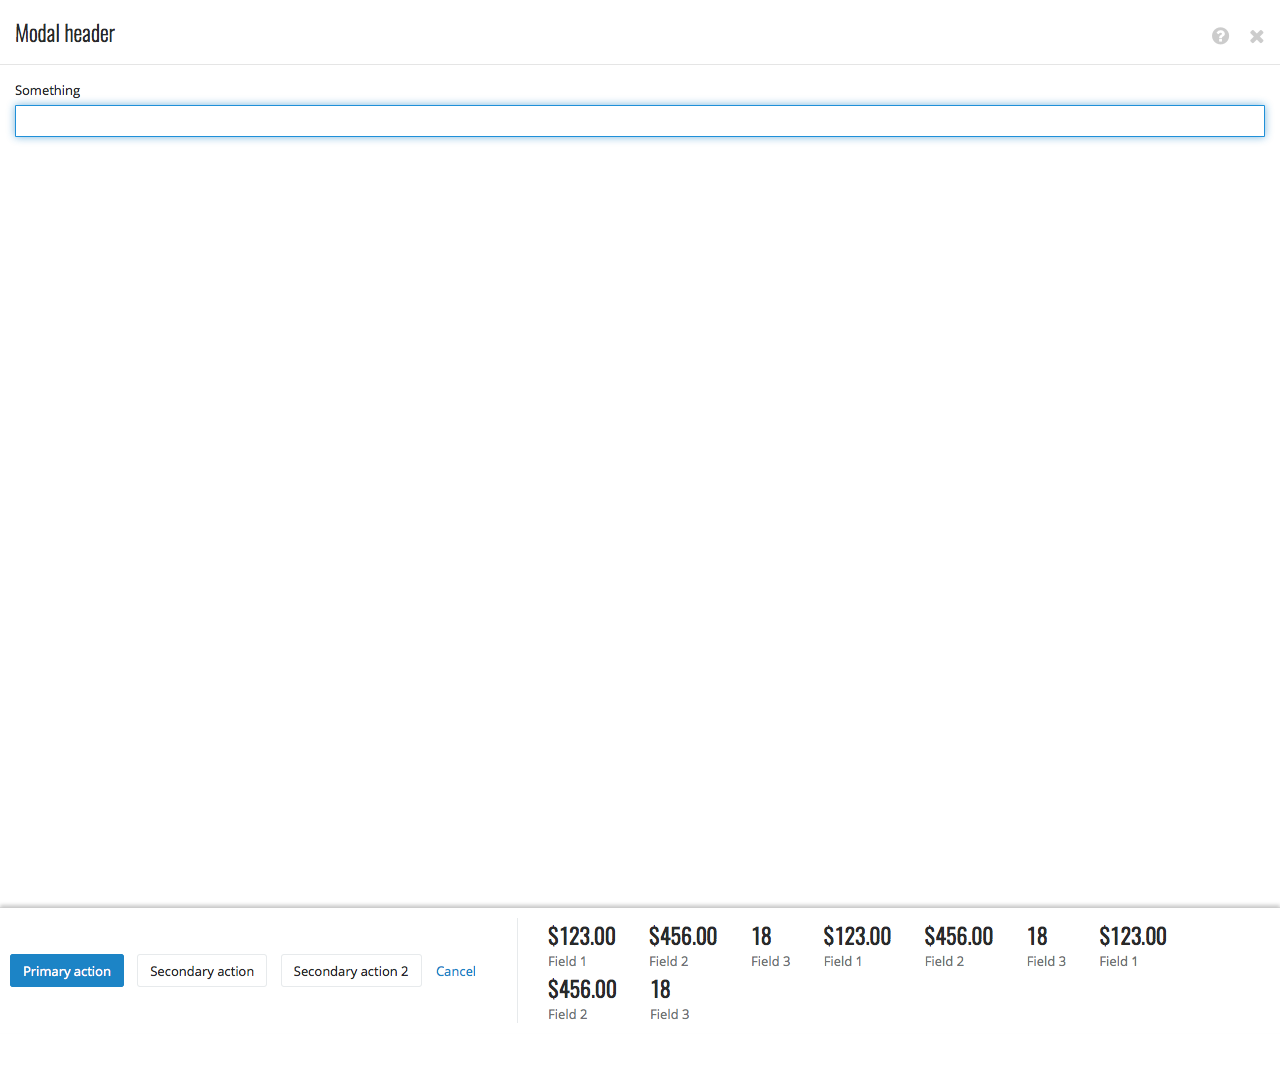 Modal header
Something
$123.00 $456.00 18 $123.00 $456.00 18 $123.00
Field 1 Field 2 Field 3 Field 1 Field 2 Field 3 Field 1
Primary action Secondary action Secondary action 2 Cancel
$456.00 18
Field 2 Field 3